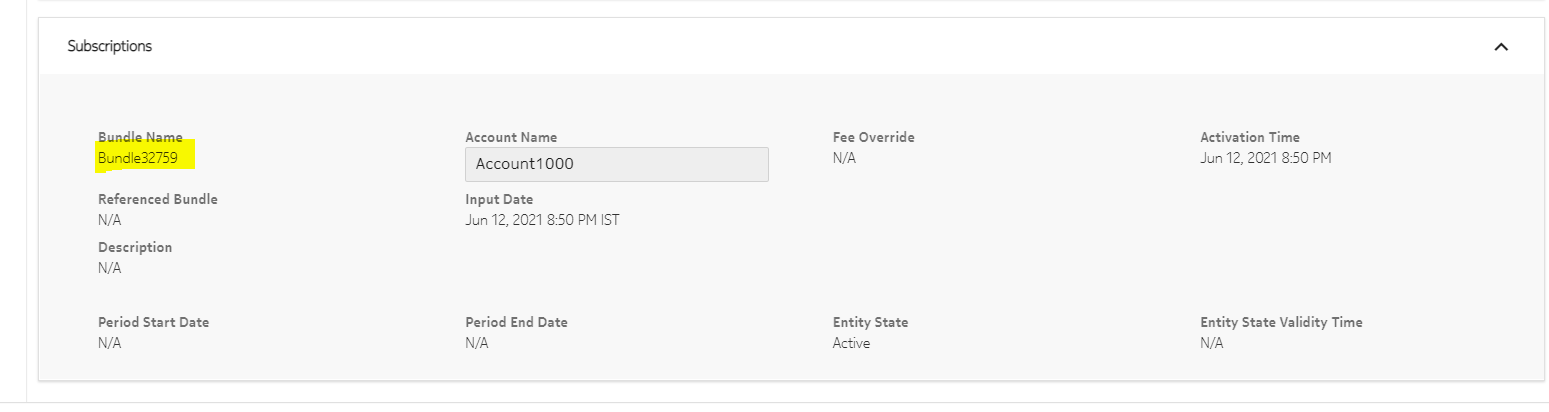 Subscriptions
Bundle Name Account Name Fee Override Activation Time
Bundle32759 Account1000 N/A Jun 12, 2021 8:50 PM
Referenced Bundle Input Date
N/A Jun 12, 2021 8:50 PM IST
Description
N/A
Period Start Date Period End Date Entity State Entity State Validity Time
N/A N/A Active N/A